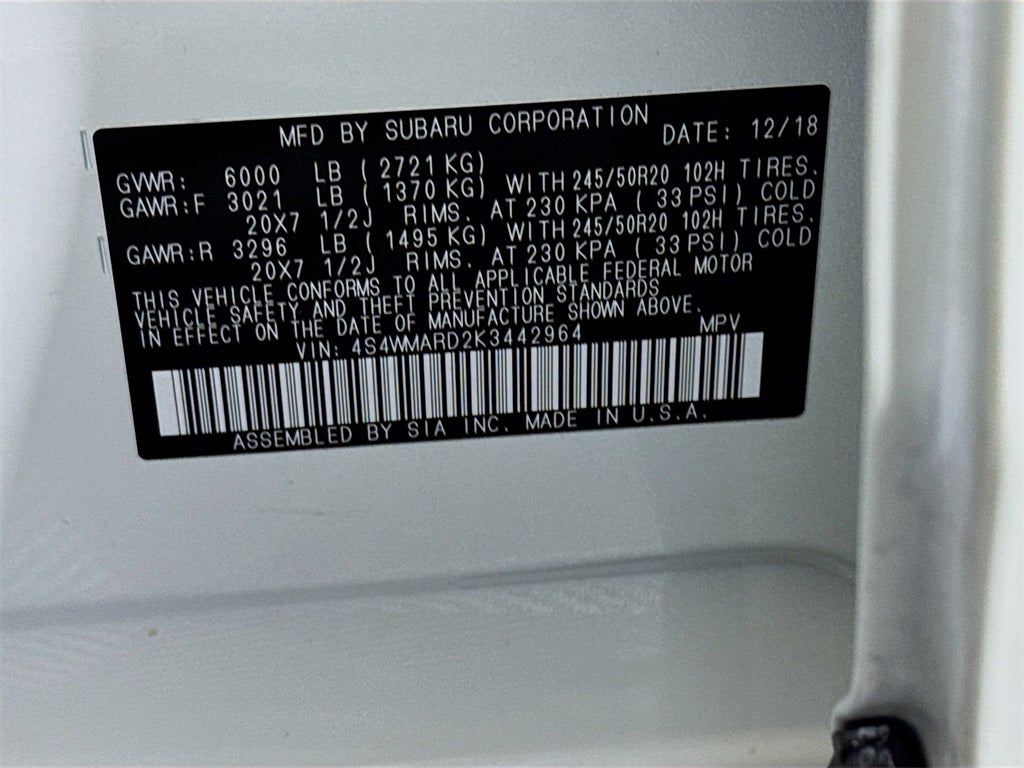 MFD BY SUBARU CORPORATION DATE: 12/18
GVWR: 6000 LB ( 2721 KG)
GAWR:F 3021 LB ( 1370 KG) WITH 245/50R20 102H TIRES.
20X7 1/2J RIMS. AT 230 KPA ( 33 PSI) COLD
GAWR:R 3296 LB ( 1495 KG) WITH 245/50R20 102H TIRES.
20X7 1/2J RIMS. AT 230 KPA ( 33 PSI) COLD
THIS VEHICLE CONFORMS TO ALL APPLICABLE FEDERAL MOTOR
VEHICLE SAFETY AND THEFT PREVENTION STANDARDS
IN EFFECT ON THE DATE OF MANUFACTURE SHOWN ABOVE.
VIN: 4S4WMARD2K3442964 MPV
ASSEMBLED BY SIA INC. MADE IN U.S.A.